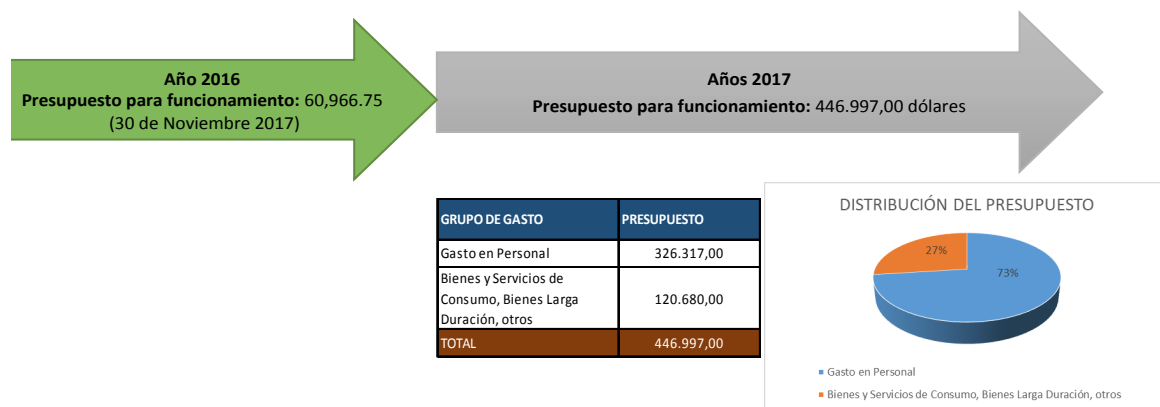 Año 2016
Presupuesto para funcionamiento: 60,966.75
(30 de Noviembre 2017)
Años 2017
Presupuesto para funcionamiento: 446.997,00 dólares
GRUPO DE GASTO PRESUPUESTO
Gasto en Personal 326.317,00
Bienes y Servicios de
Consumo, Bienes Larga
Duración, otros
120.680,00
TOTAL 446.997,00
DISTRIBUCIÓN DEL PRESUPUESTO
27%
73%
Gasto en Personal
Bienes y Servicios de Consumo, Bienes Larga Duración, otros